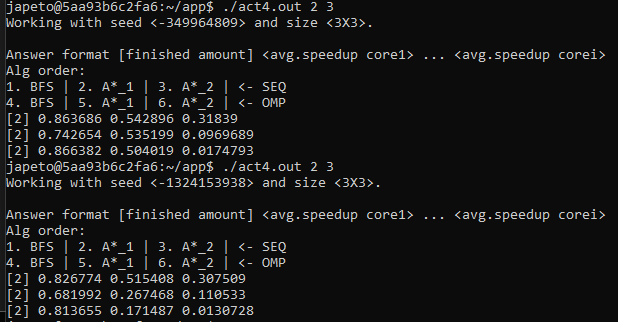 japeto@5aa93b6c2fa6:~/app$ ./act4.out 2 3
Working with seed <-349964809> and size <3X3>.
Answer format [finished amount] <avg.speedup core1> ... <avg.speedup corei>
Alg order:
1. BFS | 2. A*_1 | 3. A*_2 | <- SEQ
4. BFS | 5. A*_1 | 6. A*_2 | <- OMP
[2] 0.863686 0.542896 0.31839
[2] 0.742654 0.535199 0.0969689
[2] 0.866382 0.504019 0.0174793
japeto@5aa93b6c2fa6:~/app$ ./act4.out 2 3
Working with seed <-1324153938> and size <3X3>.
Answer format [finished amount] <avg.speedup core1> ... <avg.speedup corei>
Alg order:
1. BFS | 2. A*_1 | 3. A*_2 | <- SEQ
4. BFS | 5. A*_1 | 6. A*_2 | <- OMP
[2] 0.826774 0.515408 0.307509
[2] 0.681992 0.267468 0.110533
[2] 0.813655 0.171487 0.0130728